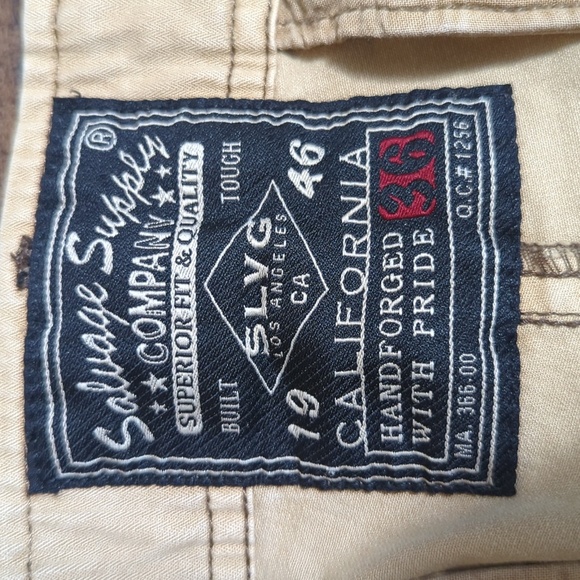 Salvage Supply ®
COMPANY
SUPERIOR FIT & QUALITY
BUILT TOUGH
SLVG
LOS ANGELES
CA
19 46
CALIFORNIA
HANDFORGED 36
WITH PRIDE
MA. 366.00 Q.C.# 1256